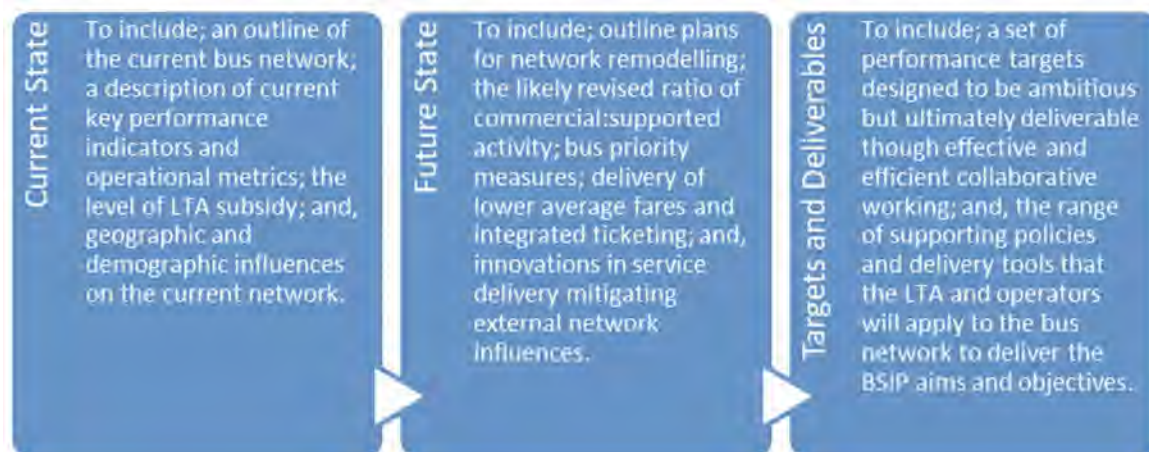 Current State
To include; an outline of
the current bus network;
a description of current
key performance
indicators and
operational metrics; the
level of LTA subsidy; and,
geographic and
demographic influences
on the current network.
Future State
To include; outline plans
for network remodelling;
the likely revised ratio of
commercial:supported
activity; bus priority
measures; delivery of
lower average fares and
integrated ticketing; and,
innovations in service
delivery mitigating
external network
influences.
Targets and Deliverables
To include; a set of
performance targets
designed to be ambitious
but ultimately deliverable
though effective and
efficient collaborative
working; and, the range
of supporting policies
and delivery tools that
the LTA and operators
will apply to the bus
network to deliver the
BSIP aims and objectives.